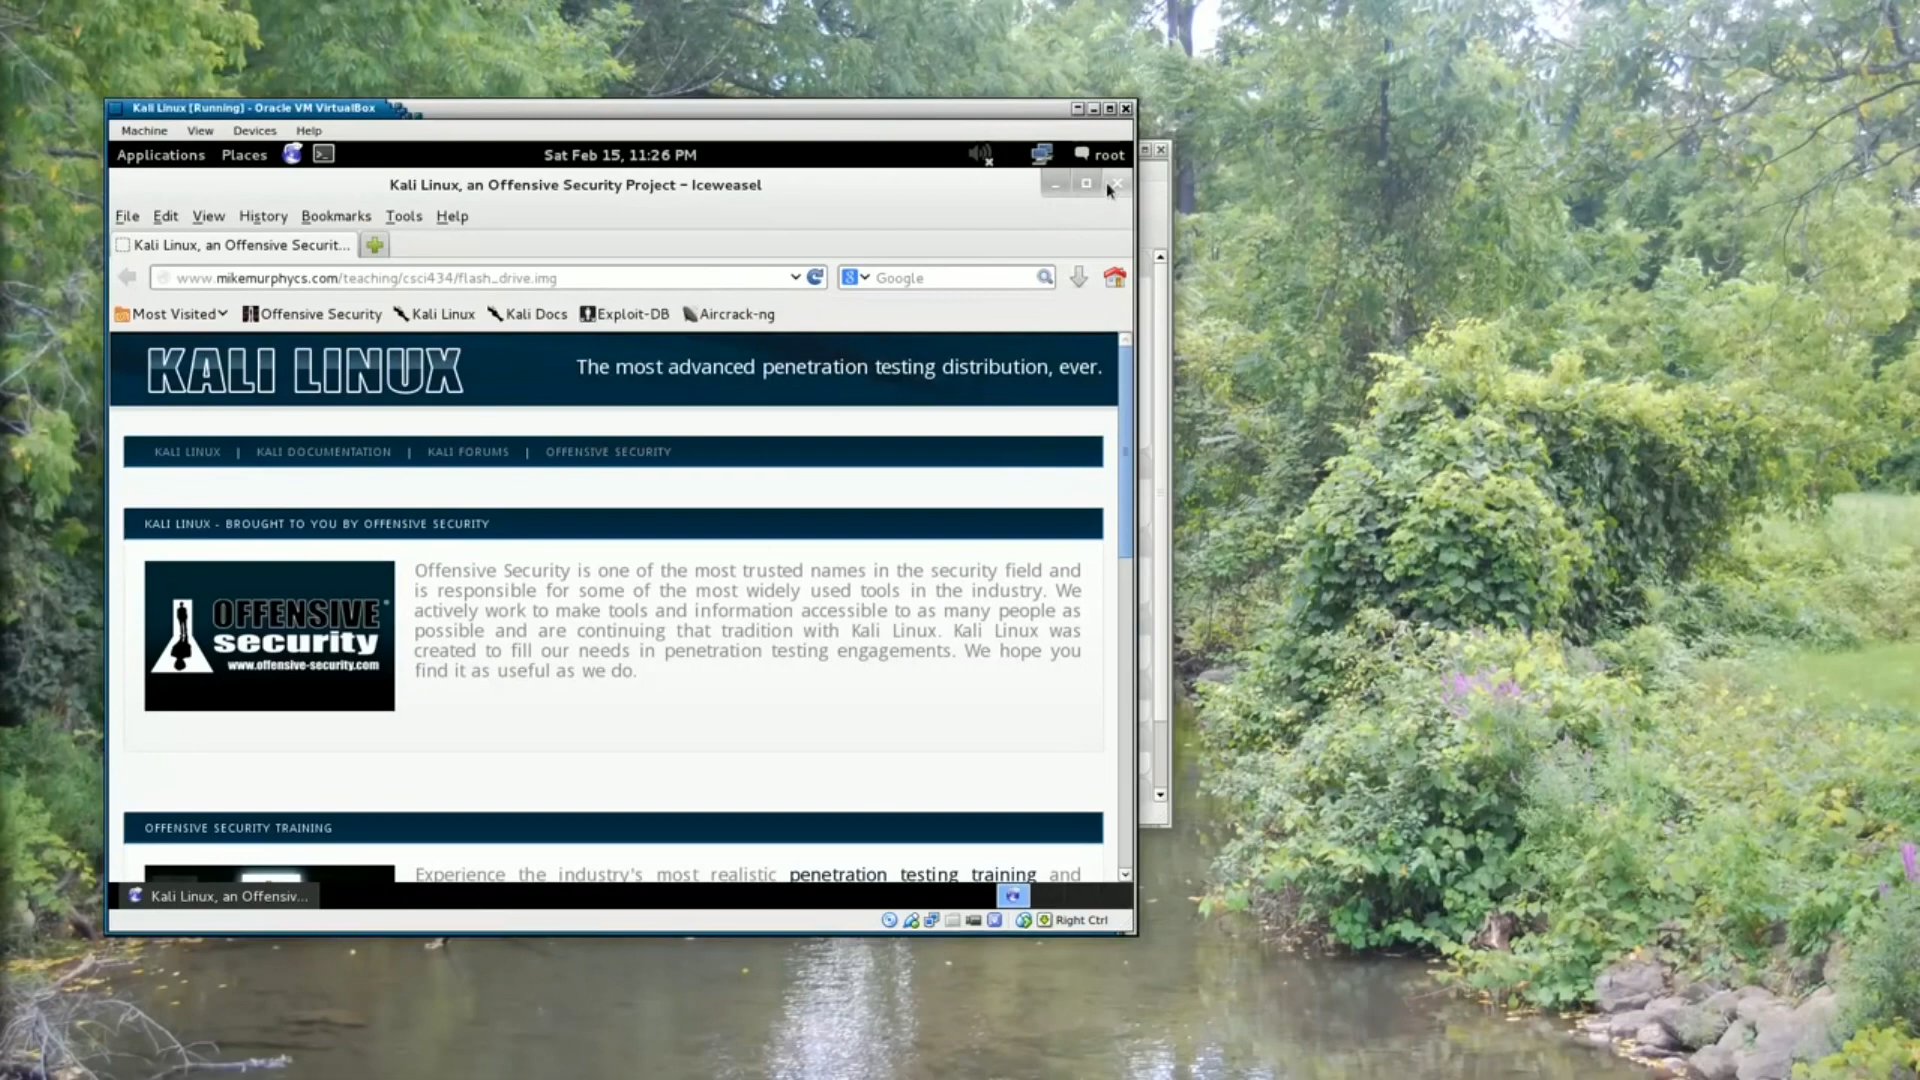 Kali Linux [Running] - Oracle VM VirtualBox
Machine View Devices Help
Applications Places Sat Feb 15, 11:26 PM root
Kali Linux, an Offensive Security Project – Iceweasel
File Edit View History Bookmarks Tools Help
Kali Linux, an Offensive Securit...
www.mikemurphycs.com/teaching/csci434/flash_drive.img 8 Google
Most Visited Offensive Security Kali Linux Kali Docs Exploit-DB Aircrack-ng
KALI LINUX The most advanced penetration testing distribution, ever.
KALI LINUX | KALI DOCUMENTATION | KALI FORUMS | OFFENSIVE SECURITY
KALI LINUX - BROUGHT TO YOU BY OFFENSIVE SECURITY
OFFENSIVE
security
www.offensive-security.com
Offensive Security is one of the most trusted names in the security field and
is responsible for some of the most widely used tools in the industry. We
actively work to make tools and information accessible to as many people as
possible and are continuing that tradition with Kali Linux. Kali Linux was
created to fill our needs in penetration testing engagements. We hope you
find it as useful as we do.
OFFENSIVE SECURITY TRAINING
Experience the industry's most realistic penetration testing training and
Kali Linux, an Offensiv...
Right Ctrl